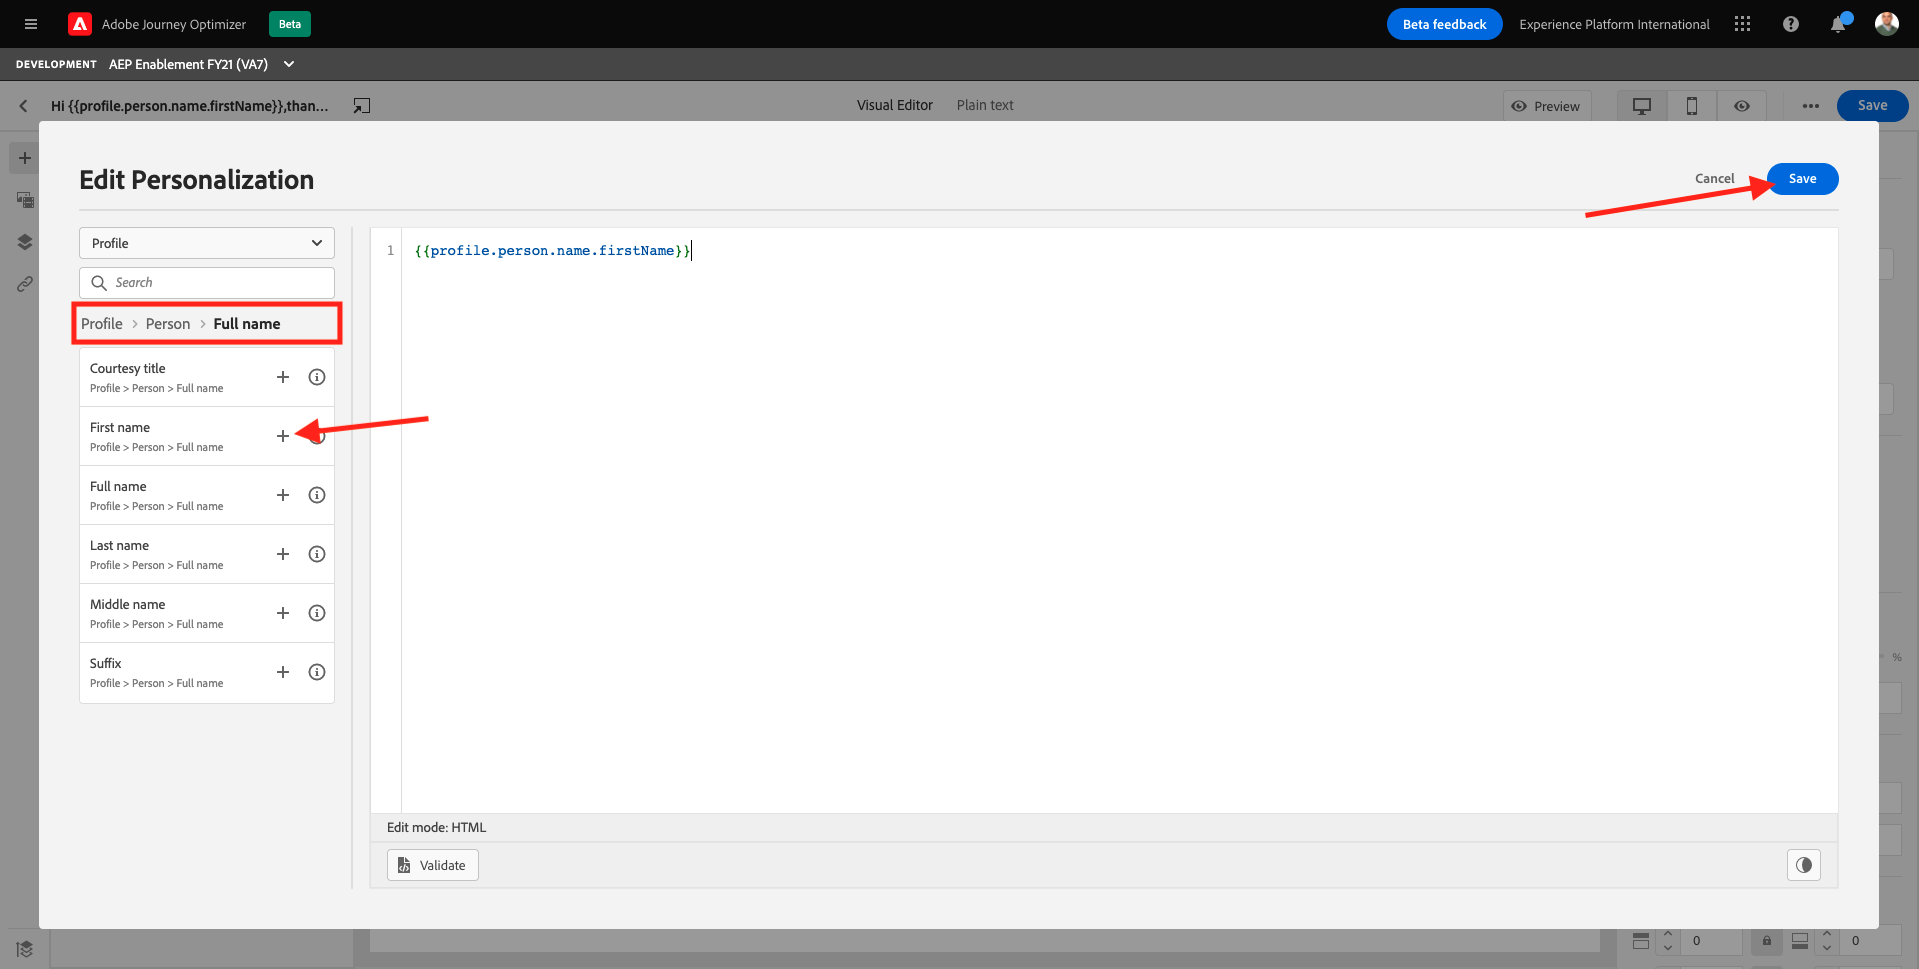 Adobe Journey Optimizer Beta Beta feedback Experience Platform International
DEVELOPMENT AEP Enablement FY21 (VA7)
Hi {{profile.person.name.firstName}},than... Visual Editor Plain text Preview Save
Edit Personalization Cancel Save
Profile
Search
Profile > Person > Full name
Courtesy title
Profile > Person > Full name
First name
Profile > Person > Full name
Full name
Profile > Person > Full name
Last name
Profile > Person > Full name
Middle name
Profile > Person > Full name
Suffix
Profile > Person > Full name
1 {{profile.person.name.firstName}}
Edit mode: HTML
Validate
%
0 0